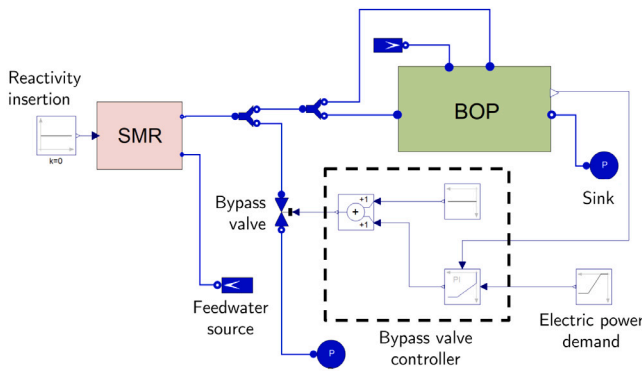 Reactivity
insertion
k=0
SMR
BOP
P
Sink
Bypass
valve
+1
+
+1
PI
Feedwater
source
P
Bypass valve
controller
Electric power
demand